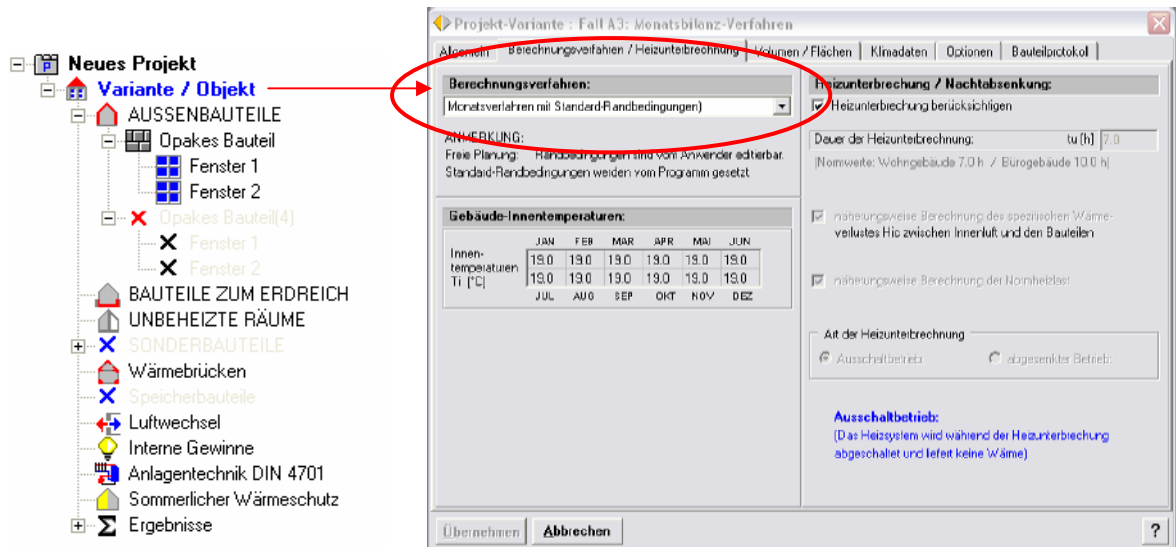 Neues Projekt
Variante / Objekt
AUSSENBAUTEILE
Opakes Bauteil
Fenster 1
Fenster 2
Opakes Bauteil(4)
Fenster 1
Fenster 2
BAUTEILE ZUM ERDREICH
UNBEHEIZTE RÄUME
SONDERBAUTEILE
Wärmebrücken
Speicherbauteile
Luftwechsel
Interne Gewinne
Anlagentechnik DIN 4701
Sommerlicher Wärmeschutz
Ergebnisse
Projekt-Variante : Fall A3: Monatsbilanz-Verfahren
Algemein Berechnungsverfahren / Heizunterbrechnung Volumen / Flächen Klimadaten Optionen Bauteilprotokol
Berechnungsverfahren:
Monatsverfahren mit Standard-Randbedingungen)
ANMERKUNG:
Freie Planung: Randbedingungen sind vom Anwender editierbar.
Standard-Randbedingungen werden vom Programm gesetzt
Gebäude-Innentemperaturen:
JAN FEB MAR APR MAI JUN
Innen-
temperaturen
Ti [°C]
19.0 19.0 19.0 19.0 19.0 19.0
19.0 19.0 19.0 19.0 19.0 19.0
JUL AUG SEP OKT NOV DEZ
Heizunterbrechung / Nachtabsenkung:
Heizunterbrechung berücksichtigen
Dauer der Heizunterbrechnung: tu [h] 7.0
[Normwerte: Wohngebäude 7.0 h / Bürogebäude 10.0 h]
näherungsweise Berechnung des spezifischen Wärme-
verlustes Hic zwischen Innenluft und den Bauteilen
näherungsweise Berechnung der Normheizlast
Art der Heizunterbrechnung
Ausschaltbetrieb abgesenkter Betrieb
Ausschaltbetrieb:
(Das Heizsystem wird während der Heizunterbrechung
abgeschaltet und liefert keine Wärme)
Übernehmen Abbrechen ?